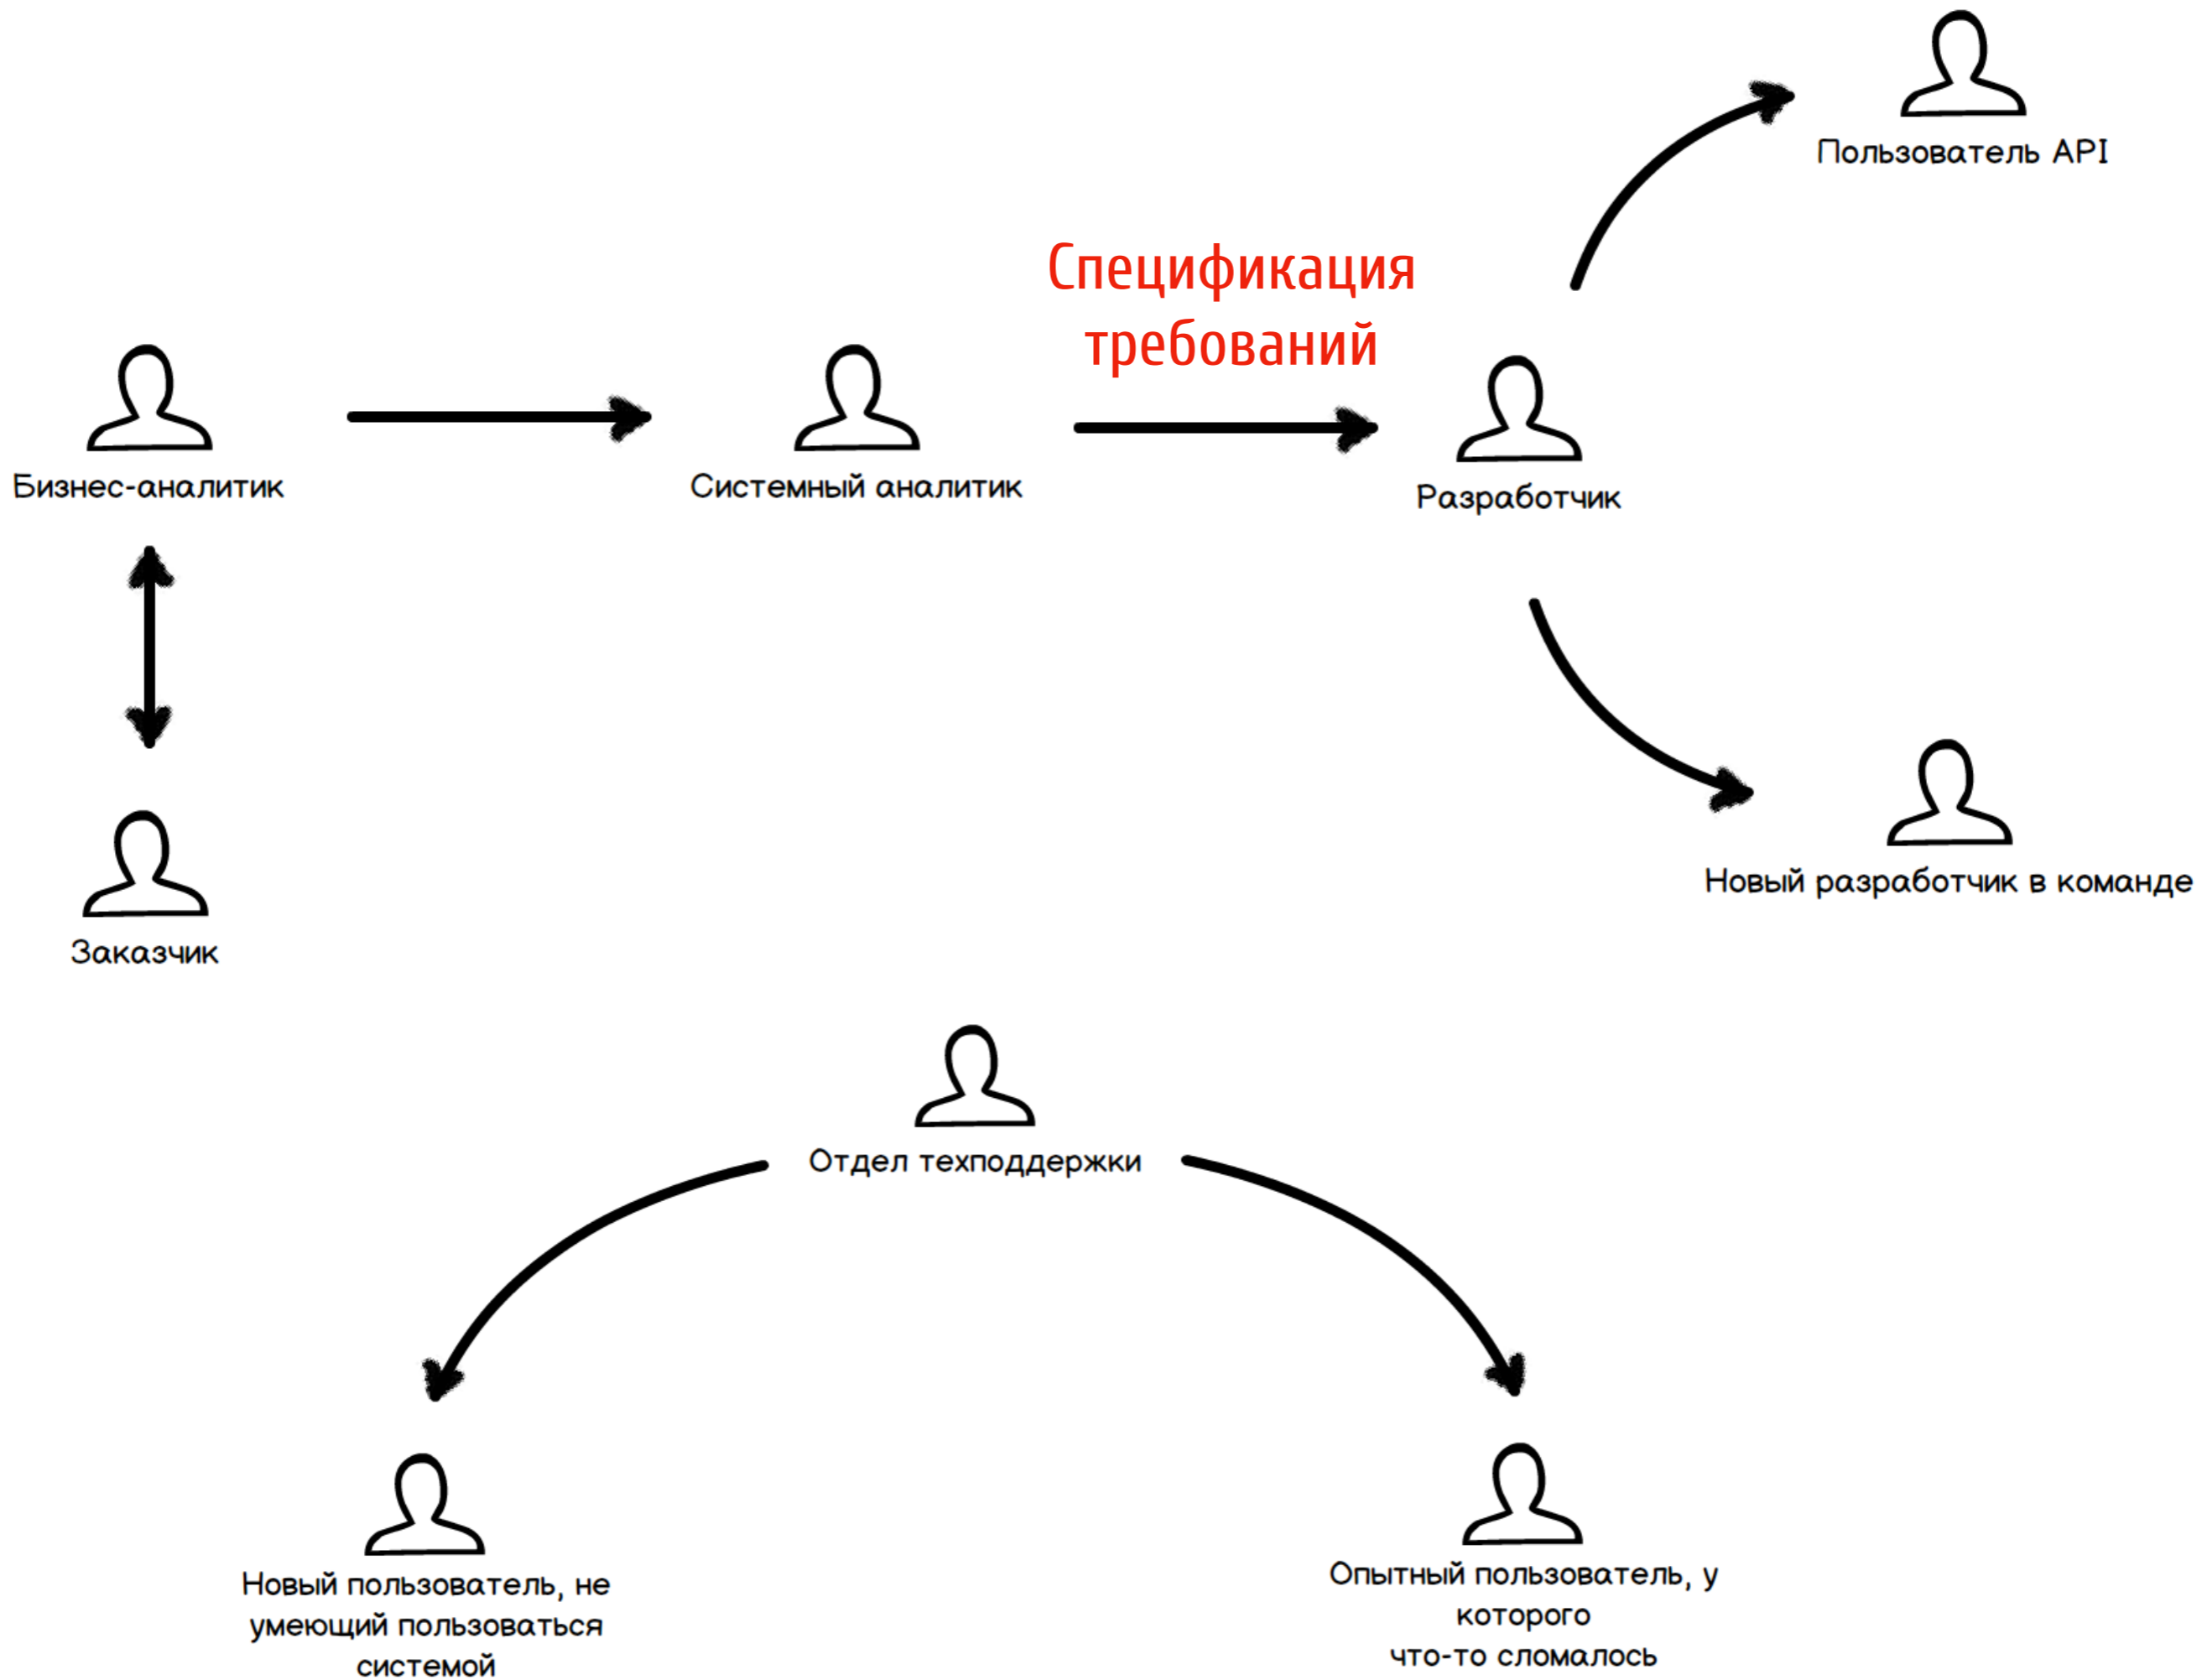 Пользователь API
Спецификация
требований
Бизнес-аналитик
Системный аналитик
Разработчик
Новый разработчик в команде
Заказчик
Отдел техподдержки
Новый пользователь, не
умеющий пользоваться
системой
Опытный пользователь, у
которого
что-то сломалось